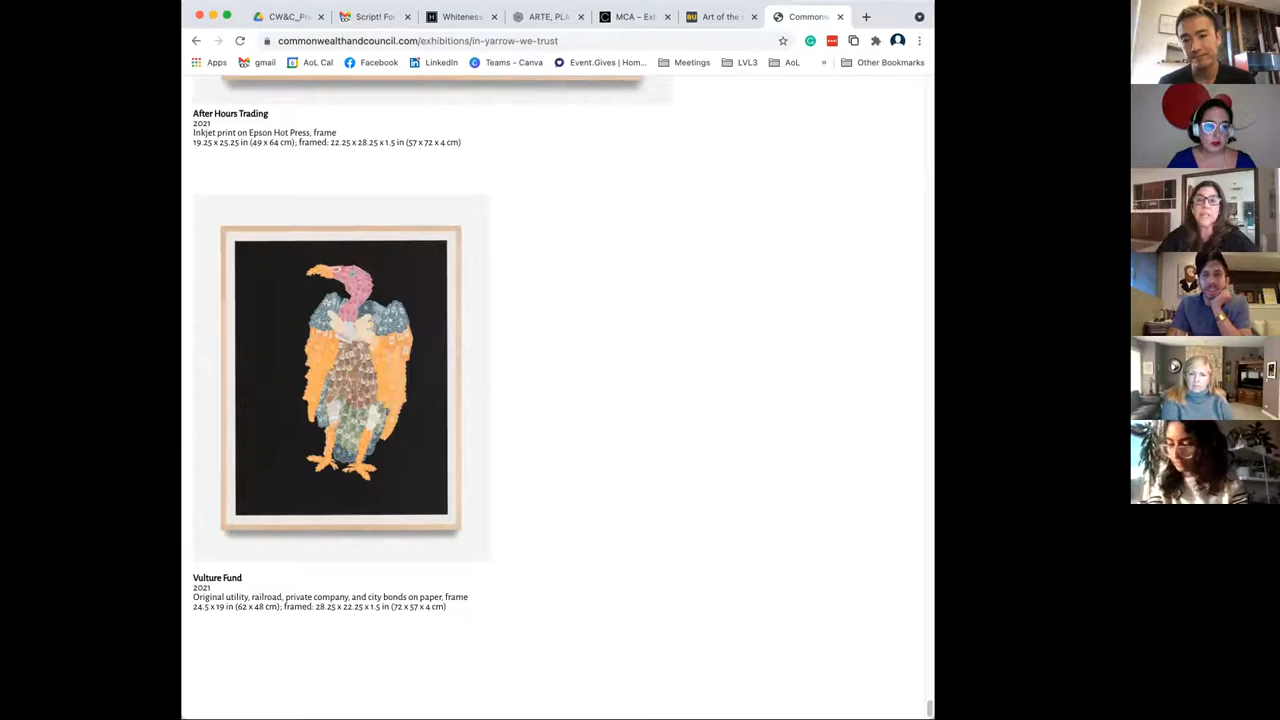 CW&C_Pre
Script! For
Whiteness
ARTE, PLA
MCA – Exh
Art of the
Commonw
commonwealthandcouncil.com/exhibitions/in-yarrow-we-trust
Apps
gmail
AoL Cal
Facebook
LinkedIn
Teams - Canva
Event.Gives | Hom...
Meetings
LVL3
AoL
»
Other Bookmarks
After Hours Trading
2021
Inkjet print on Epson Hot Press, frame
19.25 x 25.25 in (49 x 64 cm); framed: 22.25 x 28.25 x 1.5 in (57 x 72 x 4 cm)
Vulture Fund
2021
Original utility, railroad, private company, and city bonds on paper, frame
24.5 x 19 in (62 x 48 cm); framed: 28.25 x 22.25 x 1.5 in (72 x 57 x 4 cm)